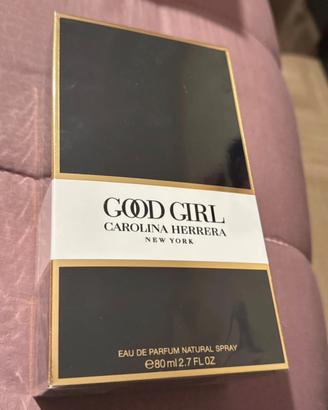 GOOD GIRL
CAROLINA HERRERA
NEW YORK
EAU DE PARFUM NATURAL SPRAY
℮80 ml 2.7 FL OZ